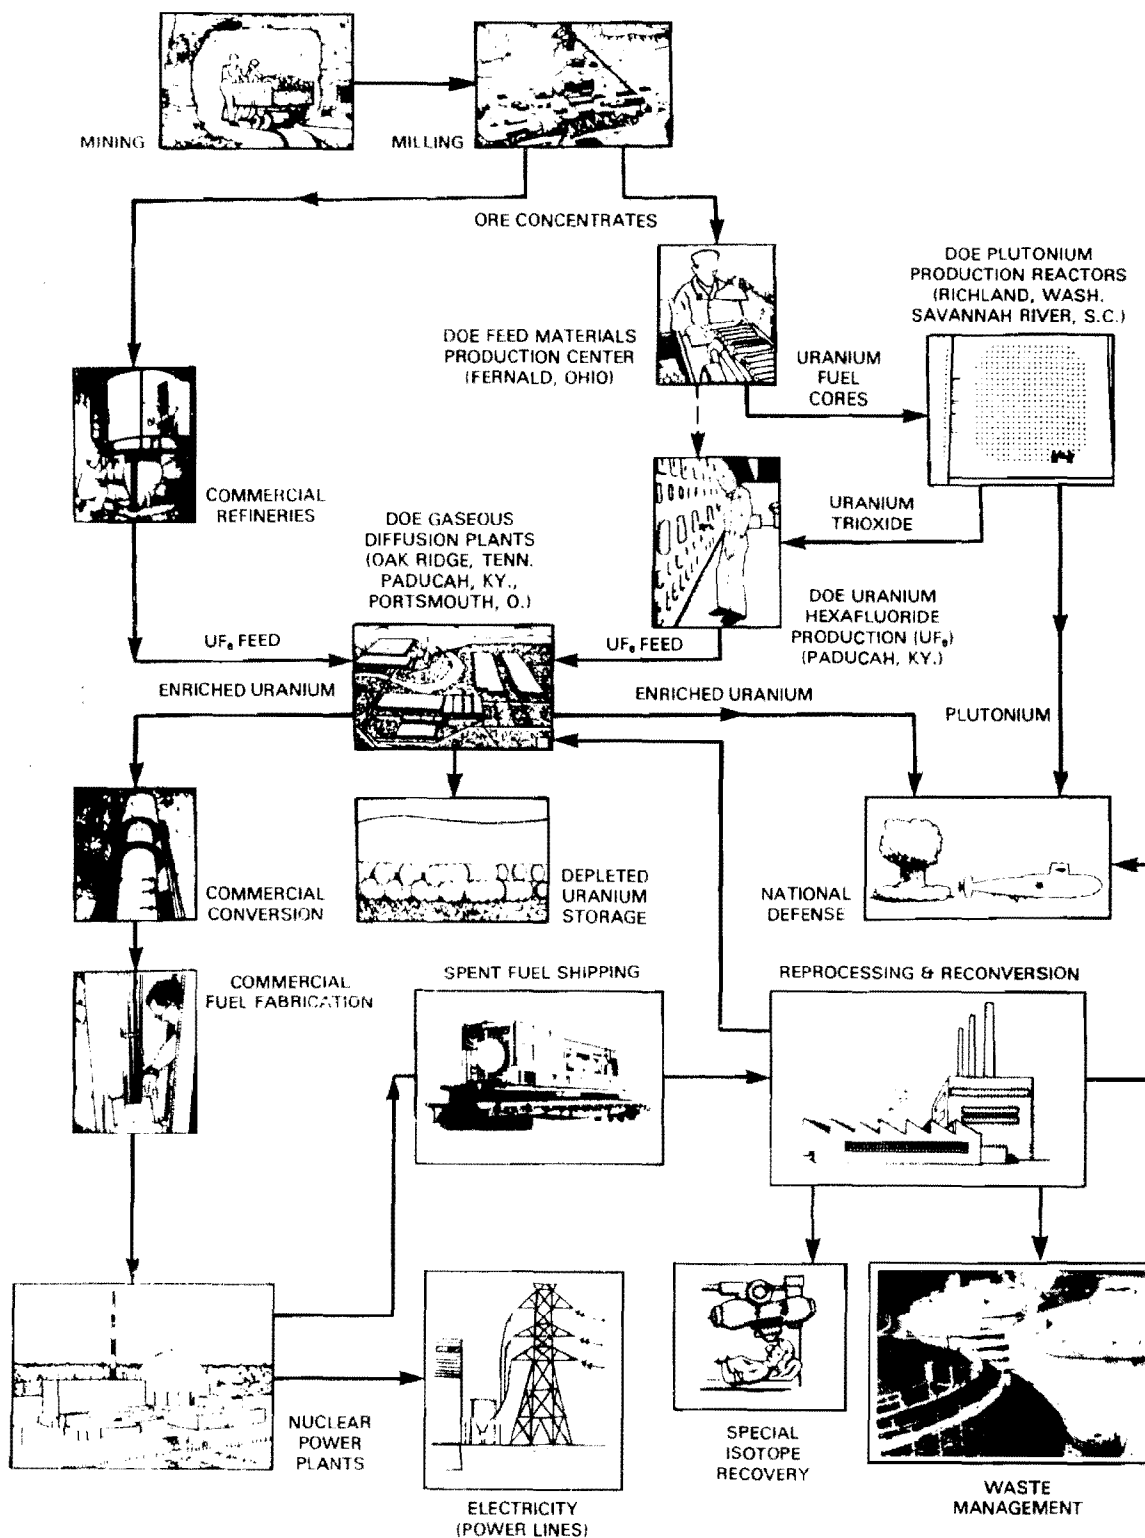 MINING
MILLING
ORE CONCENTRATES
DOE PLUTONIUM
PRODUCTION REACTORS
(RICHLAND, WASH.
SAVANNAH RIVER, S.C.)
DOE FEED MATERIALS
PRODUCTION CENTER
(FERNALD, OHIO)
URANIUM
FUEL
CORES
COMMERCIAL
REFINERIES
DOE GASEOUS
DIFFUSION PLANTS
(OAK RIDGE, TENN.
PADUCAH, KY.,
PORTSMOUTH, O.)
URANIUM
TRIOXIDE
DOE URANIUM
HEXAFLUORIDE
PRODUCTION (UF₆)
(PADUCAH, KY.)
UF₆ FEED
UF₆ FEED
ENRICHED URANIUM
ENRICHED URANIUM
PLUTONIUM
COMMERCIAL
CONVERSION
DEPLETED
URANIUM
STORAGE
NATIONAL
DEFENSE
COMMERCIAL
FUEL FABRICATION
SPENT FUEL SHIPPING
REPROCESSING & RECONVERSION
NUCLEAR
POWER
PLANTS
ELECTRICITY
(POWER LINES)
SPECIAL
ISOTOPE
RECOVERY
WASTE
MANAGEMENT